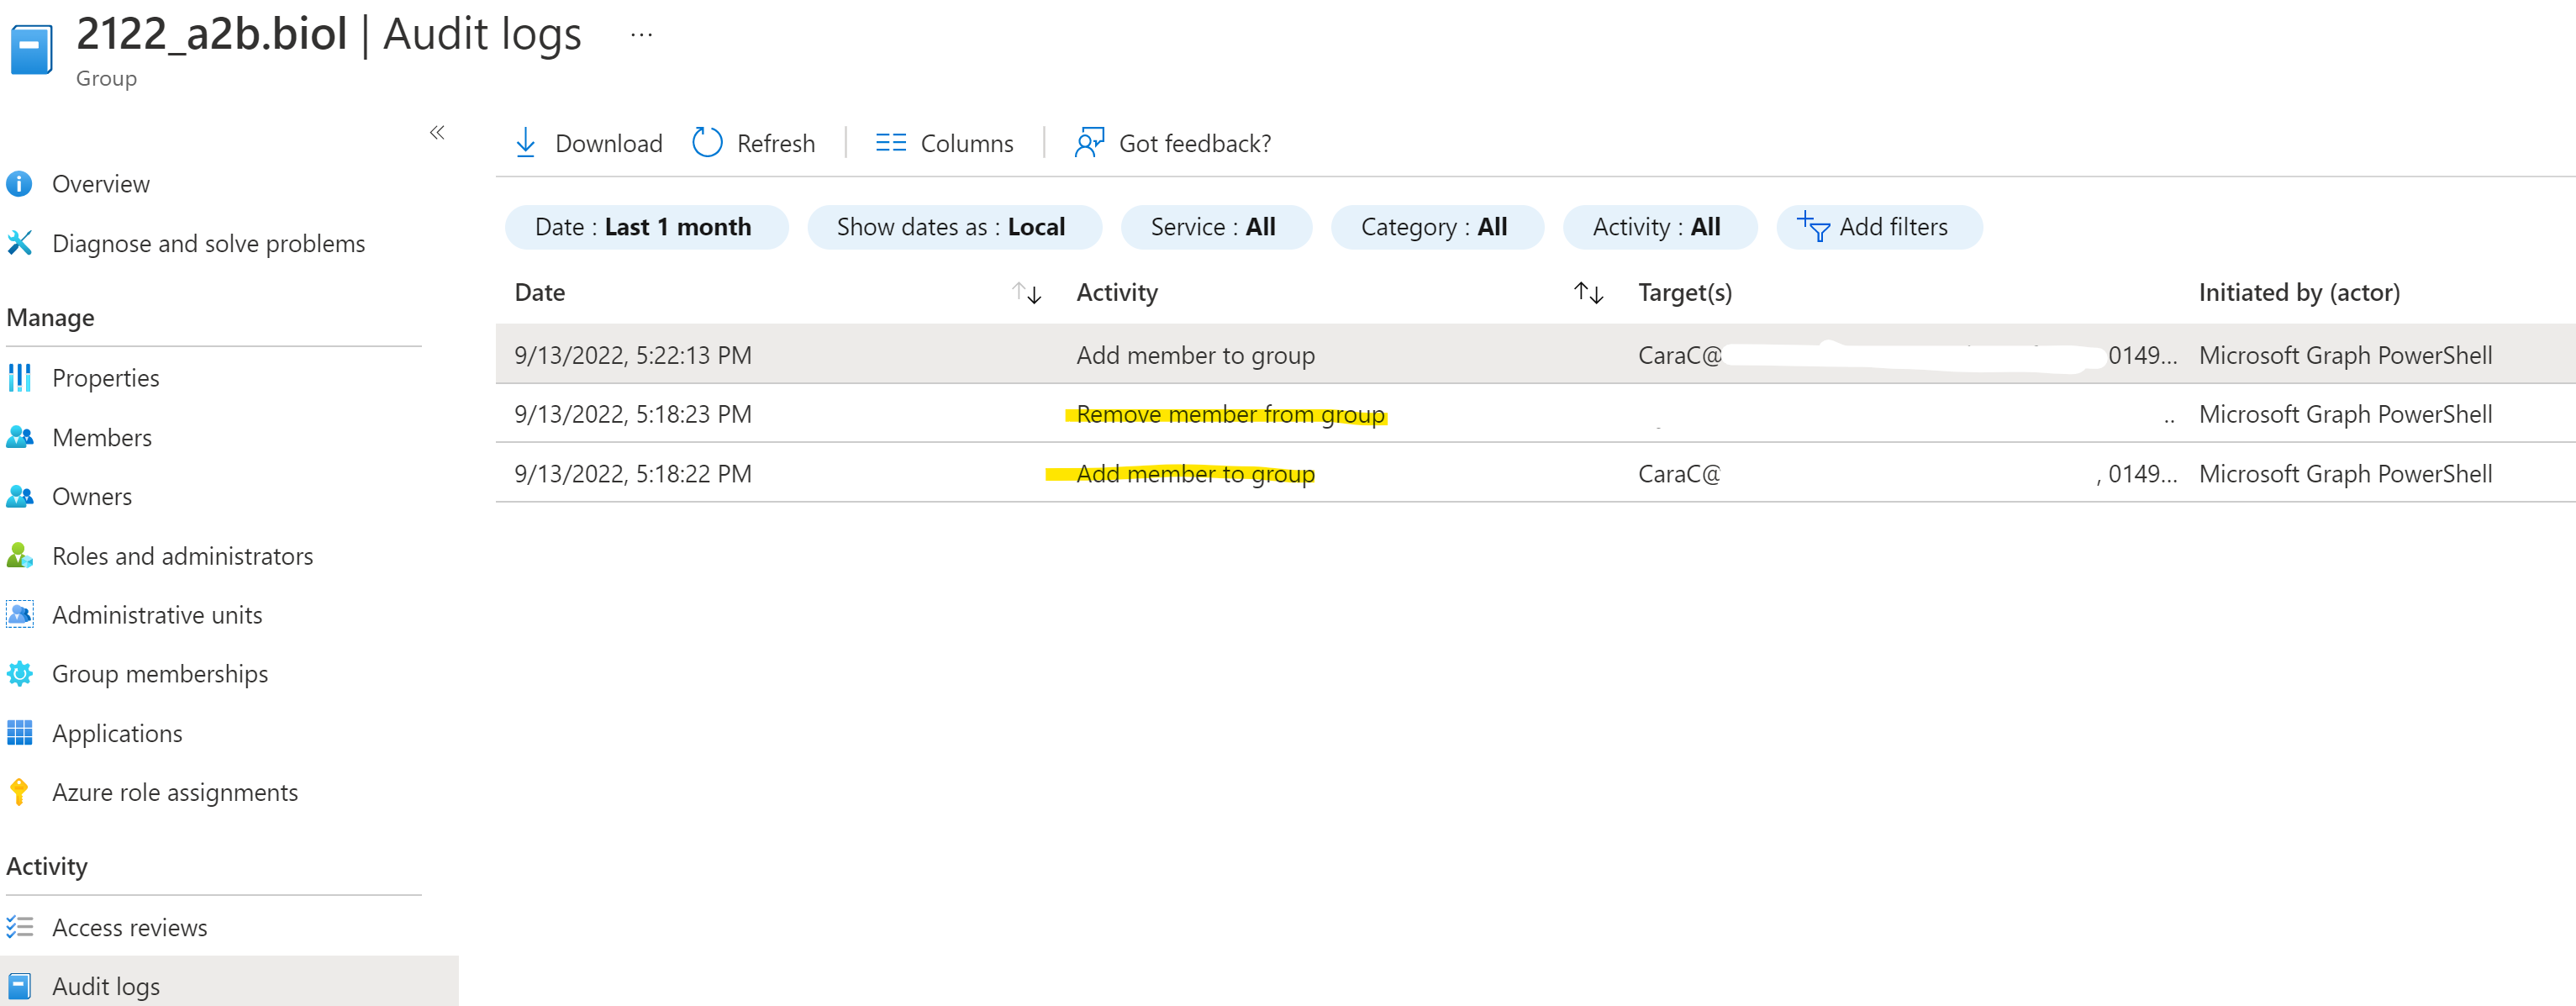 2122_a2b.biol | Audit logs ...
Group
«
Download Refresh Columns Got feedback?
Overview
Diagnose and solve problems
Manage
Properties
Members
Owners
Roles and administrators
Administrative units
Group memberships
Applications
Azure role assignments
Activity
Access reviews
Audit logs
Date : Last 1 month Show dates as : Local Service : All Category : All Activity : All Add filters
Date Activity Target(s) Initiated by (actor)
9/13/2022, 5:22:13 PM Add member to group CaraC@ 0149... Microsoft Graph PowerShell
9/13/2022, 5:18:23 PM Remove member from group .. Microsoft Graph PowerShell
9/13/2022, 5:18:22 PM Add member to group CaraC@ , 0149... Microsoft Graph PowerShell